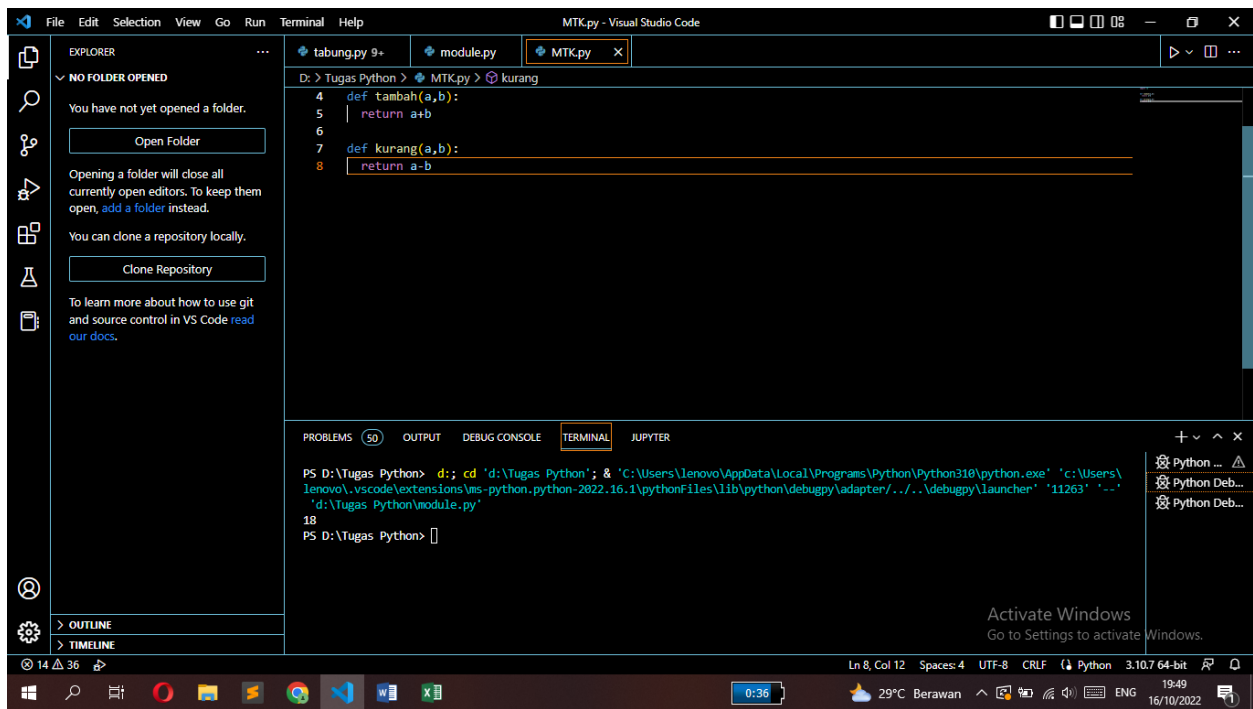 File Edit Selection View Go Run Terminal Help
MTK.py - Visual Studio Code
EXPLORER
tabung.py 9+
module.py
MTK.py
NO FOLDER OPENED
D: > Tugas Python > MTK.py > kurang
You have not yet opened a folder.
Open Folder
Opening a folder will close all
currently open editors. To keep them
open, add a folder instead.
You can clone a repository locally.
Clone Repository
To learn more about how to use git
and source control in VS Code read
our docs.
OUTLINE
TIMELINE
4 def tambah(a,b):
5 return a+b
6
7 def kurang(a,b):
8 return a-b
PROBLEMS 50 OUTPUT DEBUG CONSOLE TERMINAL JUPYTER
PS D:\Tugas Python> d:; cd 'd:\Tugas Python'; & 'C:\Users\lenovo\AppData\Local\Programs\Python\Python310\python.exe' 'c:\Users\
lenovo\.vscode\extensions\ms-python.python-2022.16.1\pythonFiles\lib\python\debugpy\adapter/../..\debugpy\launcher' '11263' '--'
'd:\Tugas Python\module.py'
18
PS D:\Tugas Python>
Python ...
Python Deb...
Python Deb...
Activate Windows
Go to Settings to activate Windows.
14 36
Ln 8, Col 12 Spaces: 4 UTF-8 CRLF Python 3.10.7 64-bit
0:36
29°C Berawan
ENG
19:49
16/10/2022
1